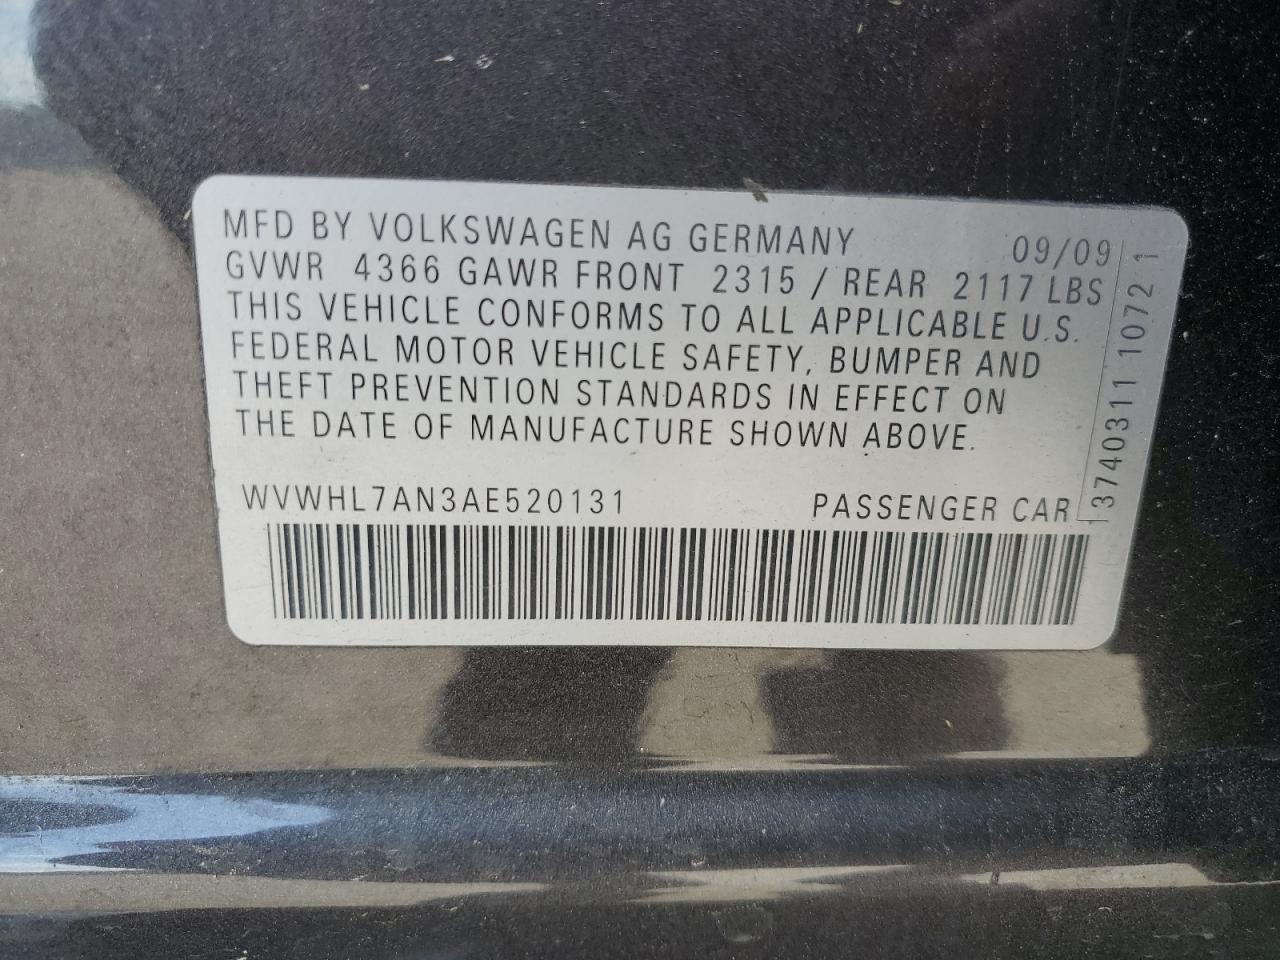 MFD BY VOLKSWAGEN AG GERMANY 09/09
GVWR 4366 GAWR FRONT 2315 / REAR 2117 LBS
THIS VEHICLE CONFORMS TO ALL APPLICABLE U.S.
FEDERAL MOTOR VEHICLE SAFETY, BUMPER AND
THEFT PREVENTION STANDARDS IN EFFECT ON
THE DATE OF MANUFACTURE SHOWN ABOVE.
WVWHL7AN3AE520131 PASSENGER CAR
3740311 1072 1